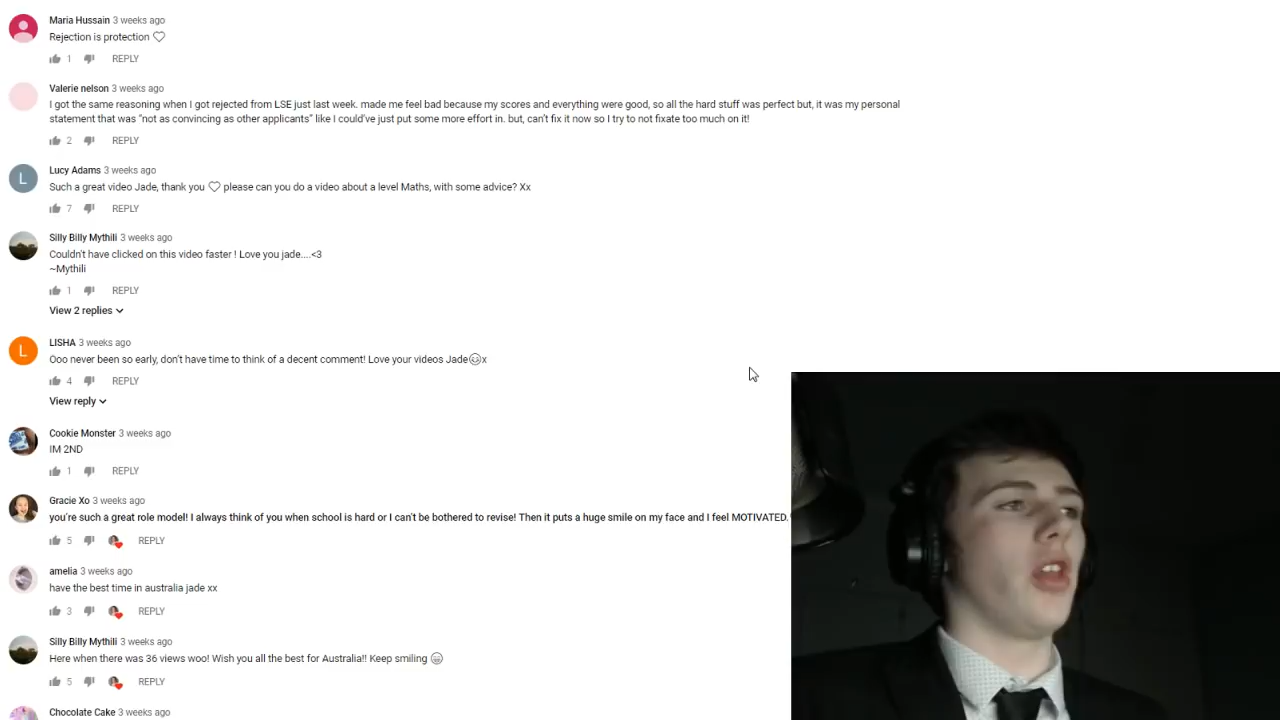 Maria Hussain 3 weeks ago
Rejection is protection ♡
1 REPLY
Valerie nelson 3 weeks ago
I got the same reasoning when I got rejected from LSE just last week. made me feel bad because my scores and everything were good, so all the hard stuff was perfect but, it was my personal
statement that was “not as convincing as other applicants” like I could’ve just put some more effort in. but, can’t fix it now so I try to not fixate too much on it!
2 REPLY
L
Lucy Adams 3 weeks ago
Such a great video Jade, thank you ♡ please can you do a video about a level Maths, with some advice? Xx
7 REPLY
Silly Billy Mythili 3 weeks ago
Couldn't have clicked on this video faster ! Love you jade....<3
~Mythili
1 REPLY
View 2 replies
L
LISHA 3 weeks ago
Ooo never been so early, don’t have time to think of a decent comment! Love your videos Jade😊x
4 REPLY
View reply
Cookie Monster 3 weeks ago
IM 2ND
1 REPLY
Gracie Xo 3 weeks ago
you’re such a great role model! I always think of you when school is hard or I can’t be bothered to revise! Then it puts a huge smile on my face and I feel MOTIVATED.
5 REPLY
amelia 3 weeks ago
have the best time in australia jade xx
3 REPLY
Silly Billy Mythili 3 weeks ago
Here when there was 36 views woo! Wish you all the best for Australia!! Keep smiling 😁
5 REPLY
Chocolate Cake 3 weeks ago